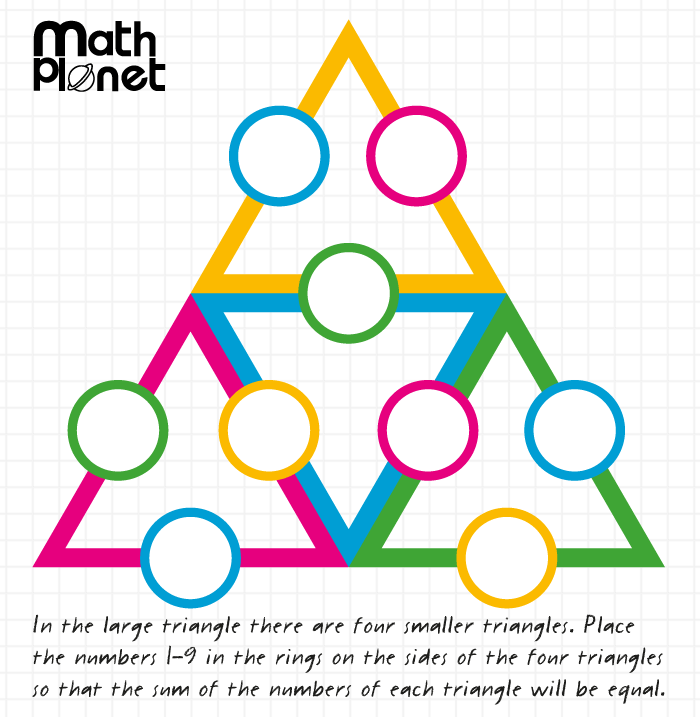 Math
planet
In the large triangle there are four smaller triangles. Place
the numbers 1-9 in the rings on the sides of the four triangles
so that the sum of the numbers of each triangle will be equal.